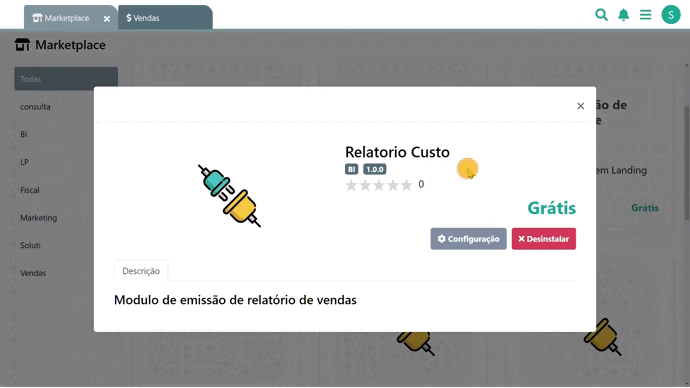 Marketplace
Vendas
S
Marketplace
Todas
consulta
BI
LP
Fiscal
Marketing
Soluti
Vendas
Relatorio Custo
BI 1.0.0
0
Grátis
Configuração
Desinstalar
Descrição
Modulo de emissão de relatório de vendas
ão de
e
em Landing
Grátis